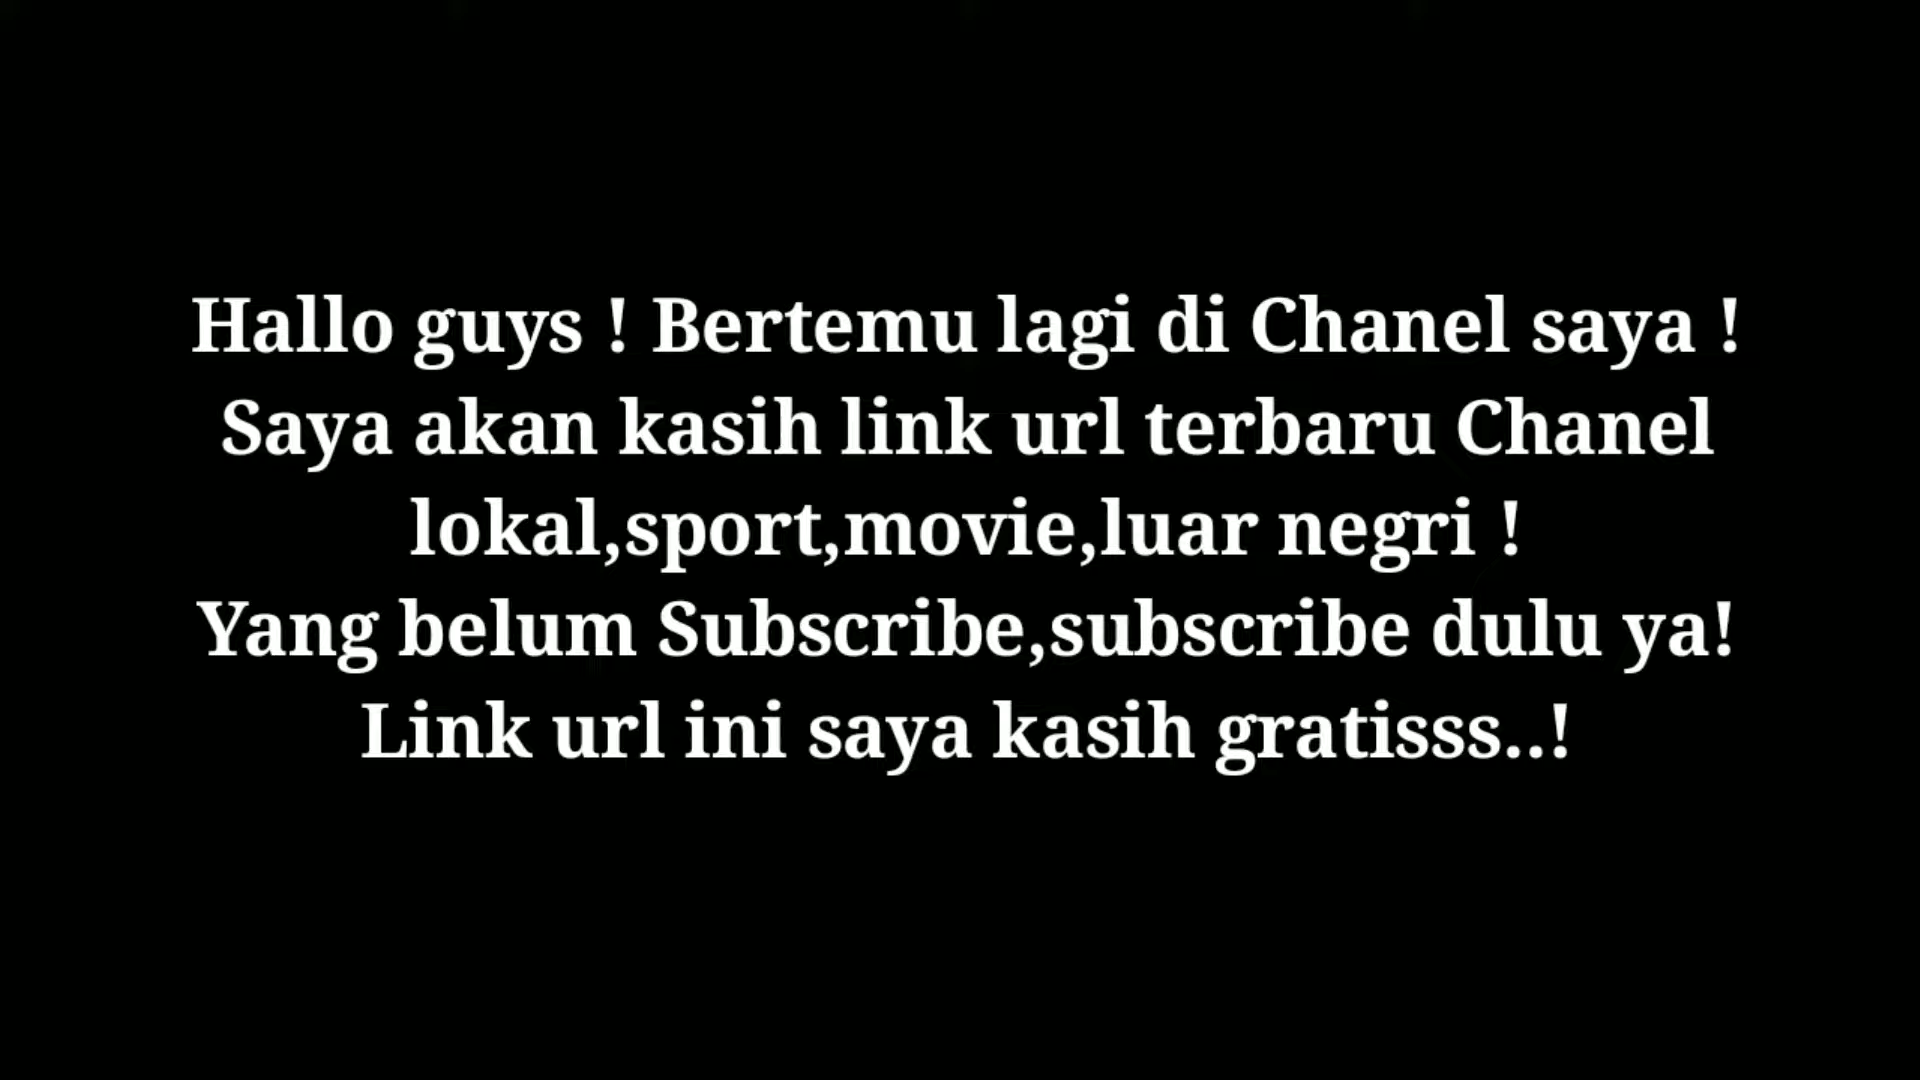 Hallo guys ! Bertemu lagi di Chanel saya !
Saya akan kasih link url terbaru Chanel
lokal,sport,movie,luar negri !
Yang belum Subscribe,subscribe dulu ya!
Link url ini saya kasih gratisss..!